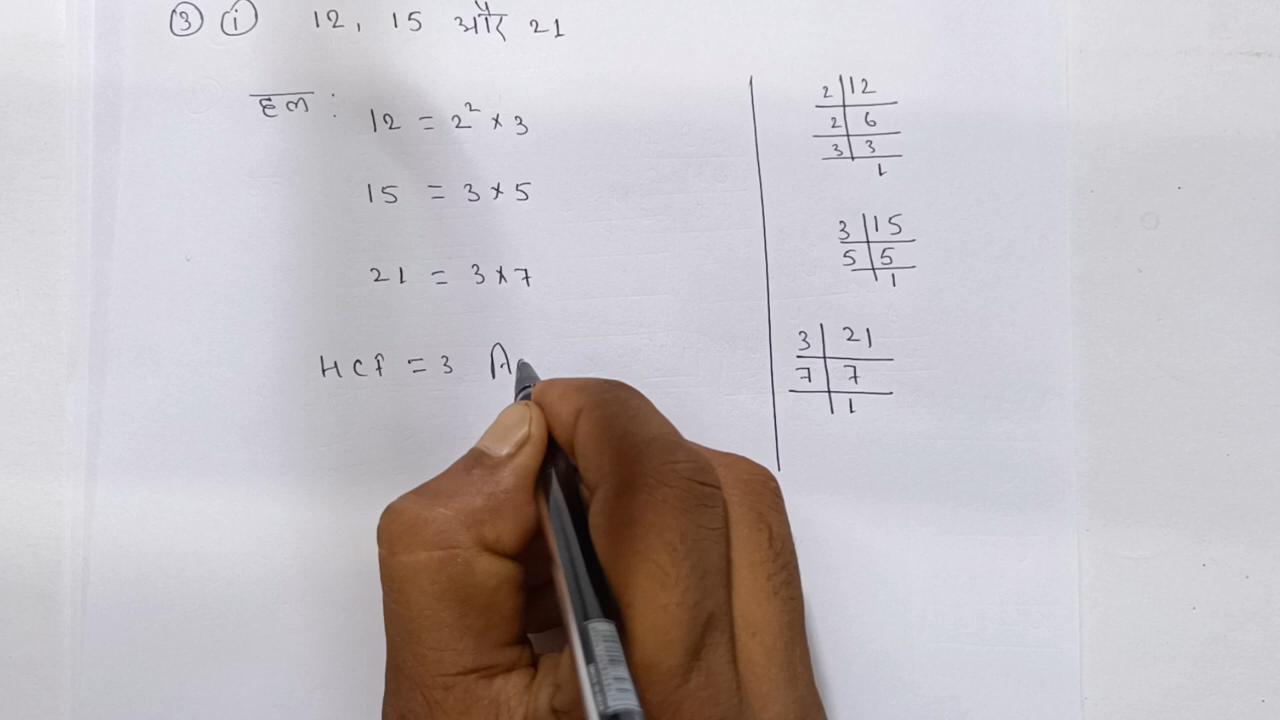 ③ ⓘ 12, 15 और 21
हल :
12 = 2² × 3
15 = 3 × 5
21 = 3 × 7
HCF = 3 A
2 | 12
2 | 6
3 | 3
1
3 | 15
5 | 5
1
3 | 21
7 | 7
1